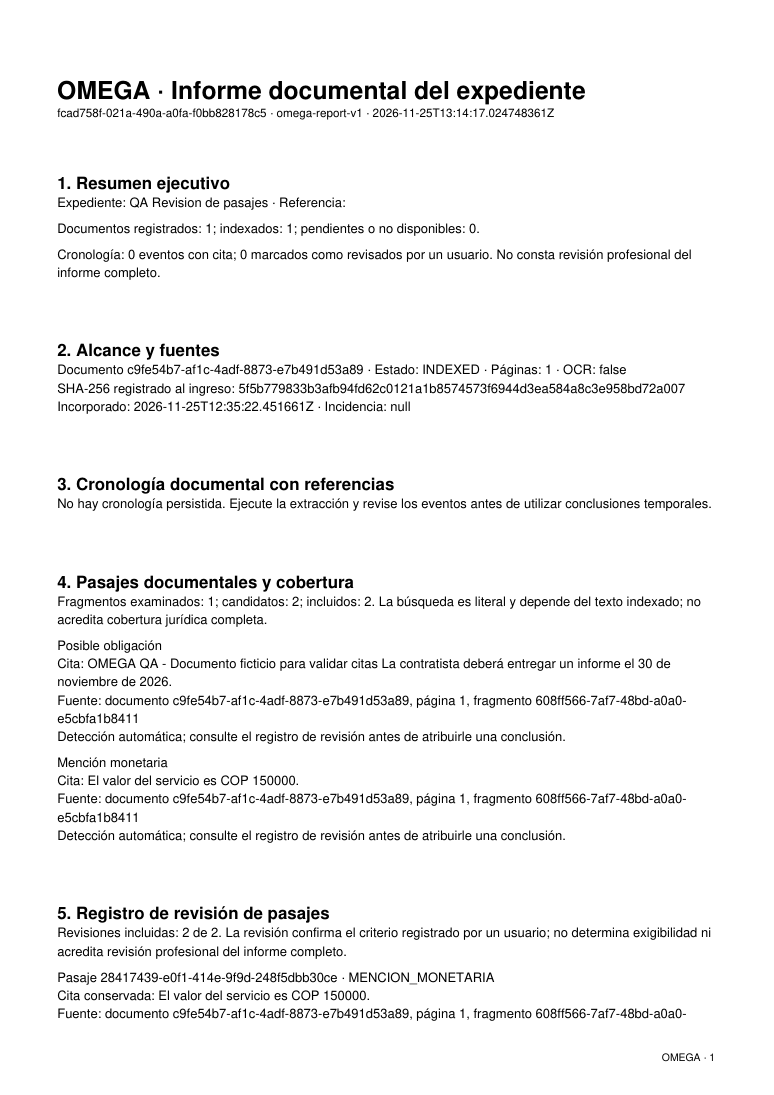 OMEGA · Informe documental del expediente
fcad758f-021a-490a-a0fa-f0bb828178c5 · omega-report-v1 · 2026-11-25T13:14:17.024748361Z
1. Resumen ejecutivo
Expediente: QA Revision de pasajes · Referencia:
Documentos registrados: 1; indexados: 1; pendientes o no disponibles: 0.
Cronología: 0 eventos con cita; 0 marcados como revisados por un usuario. No consta revisión profesional del
informe completo.
2. Alcance y fuentes
Documento c9fe54b7-af1c-4adf-8873-e7b491d53a89 · Estado: INDEXED · Páginas: 1 · OCR: false
SHA-256 registrado al ingreso: 5f5b779833b3afb94fd62c0121a1b8574573f6944d3ea584a8c3e958bd72a007
Incorporado: 2026-11-25T12:35:22.451661Z · Incidencia: null
3. Cronología documental con referencias
No hay cronología persistida. Ejecute la extracción y revise los eventos antes de utilizar conclusiones temporales.
4. Pasajes documentales y cobertura
Fragmentos examinados: 1; candidatos: 2; incluidos: 2. La búsqueda es literal y depende del texto indexado; no
acredita cobertura jurídica completa.
Posible obligación
Cita: OMEGA QA - Documento ficticio para validar citas La contratista deberá entregar un informe el 30 de
noviembre de 2026.
Fuente: documento c9fe54b7-af1c-4adf-8873-e7b491d53a89, página 1, fragmento 608ff566-7af7-48bd-a0a0-
e5cbfa1b8411
Detección automática; consulte el registro de revisión antes de atribuirle una conclusión.
Mención monetaria
Cita: El valor del servicio es COP 150000.
Fuente: documento c9fe54b7-af1c-4adf-8873-e7b491d53a89, página 1, fragmento 608ff566-7af7-48bd-a0a0-
e5cbfa1b8411
Detección automática; consulte el registro de revisión antes de atribuirle una conclusión.
5. Registro de revisión de pasajes
Revisiones incluidas: 2 de 2. La revisión confirma el criterio registrado por un usuario; no determina exigibilidad ni
acredita revisión profesional del informe completo.
Pasaje 28417439-e0f1-414e-9f9d-248f5dbb30ce · MENCION_MONETARIA
Cita conservada: El valor del servicio es COP 150000.
Fuente: documento c9fe54b7-af1c-4adf-8873-e7b491d53a89, página 1, fragmento 608ff566-7af7-48bd-a0a0-
OMEGA · 1